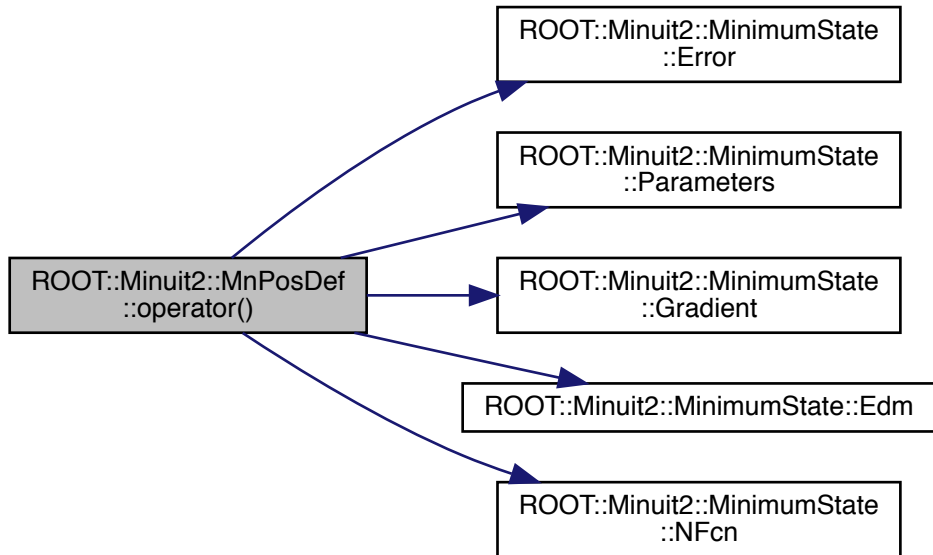 ROOT::Minuit2::MinimumState
::Error
ROOT::Minuit2::MinimumState
::Parameters
ROOT::Minuit2::MnPosDef
::operator()
ROOT::Minuit2::MinimumState
::Gradient
ROOT::Minuit2::MinimumState::Edm
ROOT::Minuit2::MinimumState
::NFcn